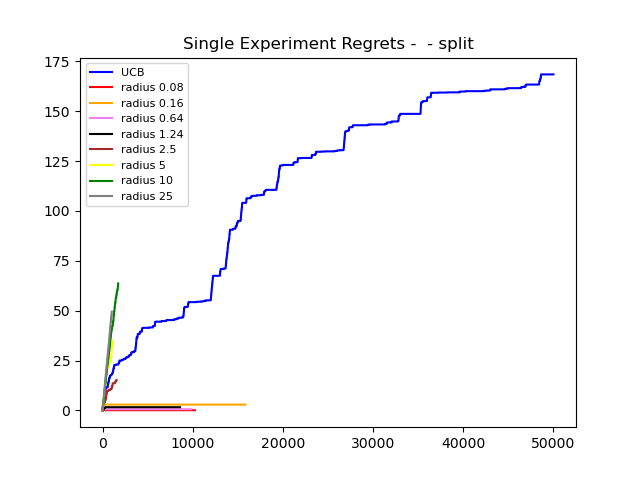 Single Experiment Regrets -  - split
175
150
125
100
75
50
25
0
UCB
radius 0.08
radius 0.16
radius 0.64
radius 1.24
radius 2.5
radius 5
radius 10
radius 25
0 10000 20000 30000 40000 50000